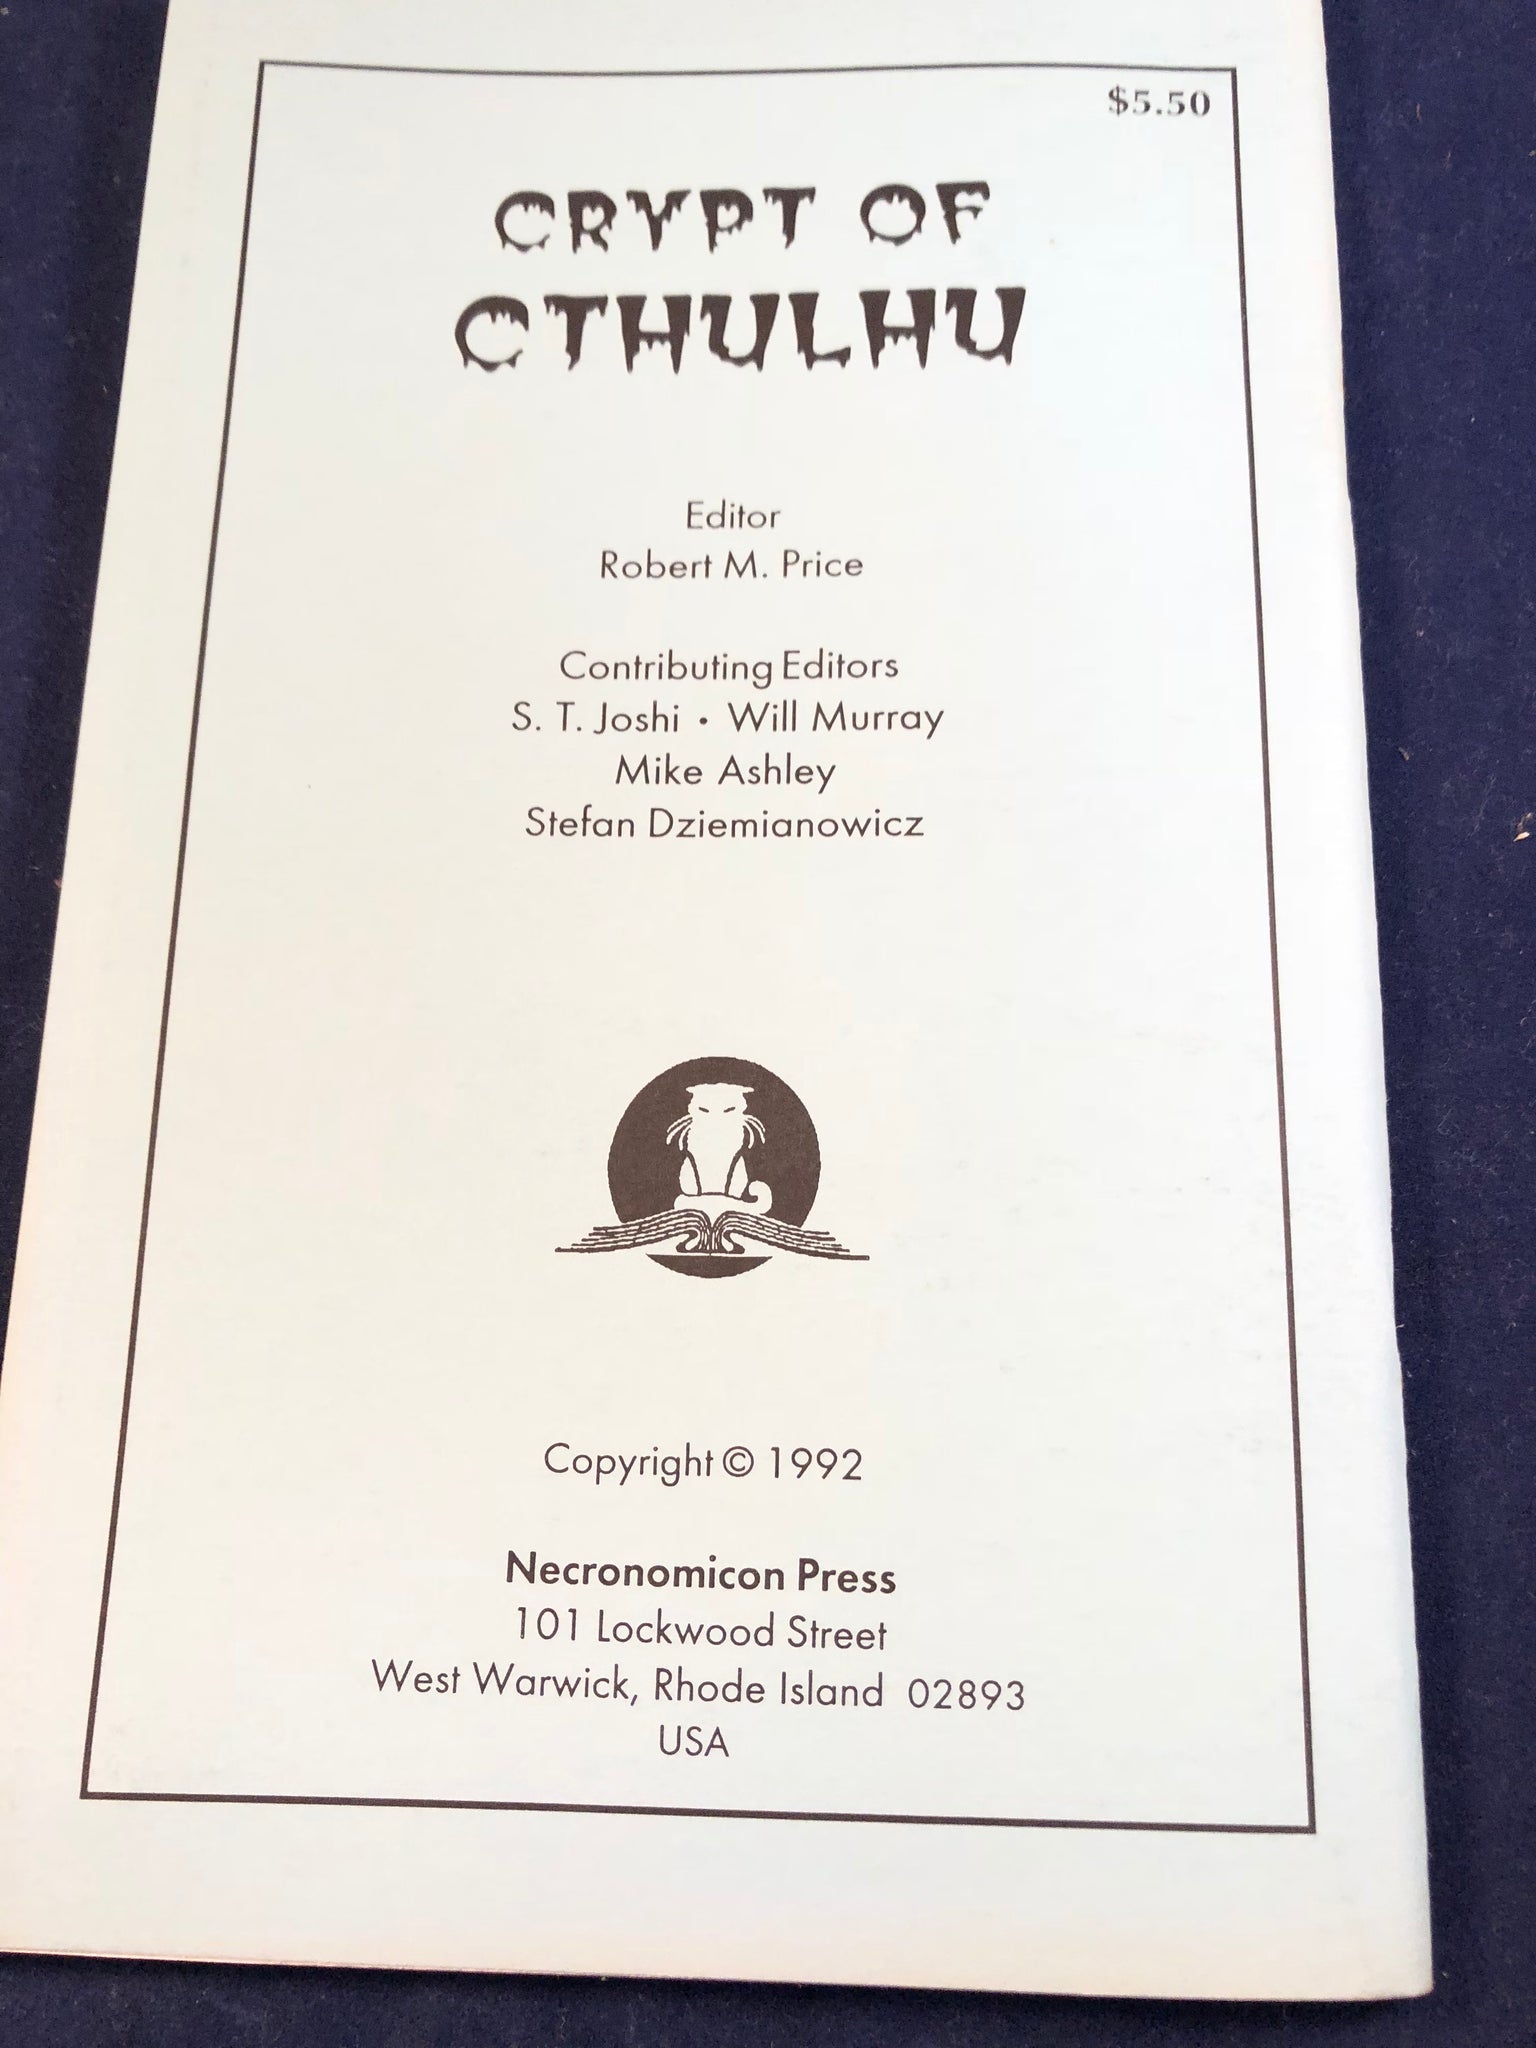 $5.50
CRYPT OF
CTHULHU
Editor
Robert M. Price
Contributing Editors
S. T. Joshi • Will Murray
Mike Ashley
Stefan Dziemianowicz
Copyright © 1992
Necronomicon Press
101 Lockwood Street
West Warwick, Rhode Island 02893
USA